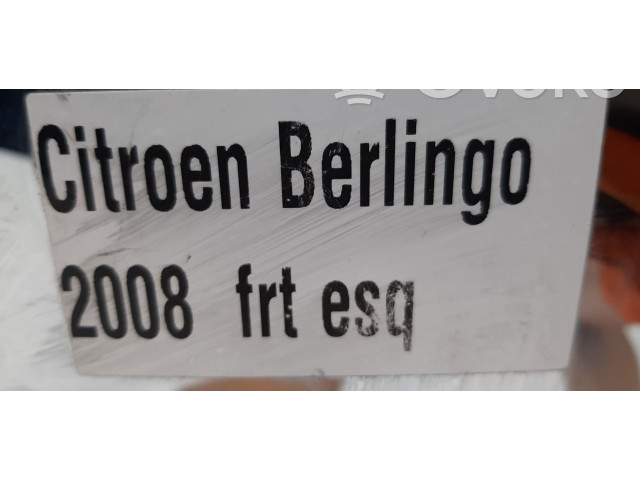 Citroen Berlingo
2008 frt esq